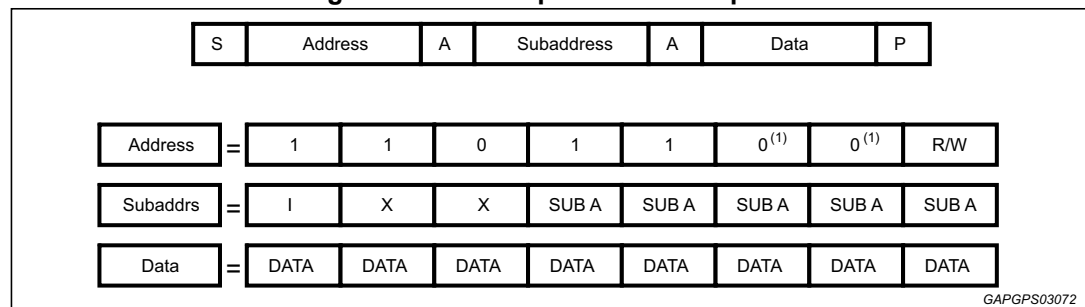 S Address A Subaddress A Data P
Address = 1 1 0 1 1 0(1) 0(1) R/W
Subaddrs = I X X SUB A SUB A SUB A SUB A SUB A
Data = DATA DATA DATA DATA DATA DATA DATA DATA
GAPGPS03072